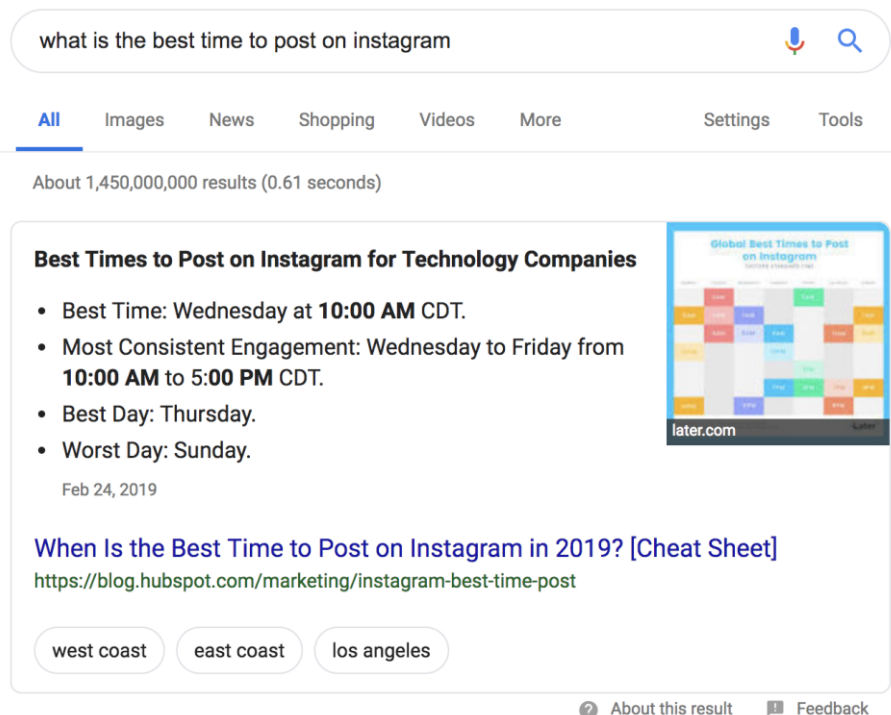 what is the best time to post on instagram
All Images News Shopping Videos More Settings Tools
About 1,450,000,000 results (0.61 seconds)
Best Times to Post on Instagram for Technology Companies
• Best Time: Wednesday at 10:00 AM CDT.
• Most Consistent Engagement: Wednesday to Friday from
10:00 AM to 5:00 PM CDT.
• Best Day: Thursday.
• Worst Day: Sunday.
Feb 24, 2019
Global Best Times to Post
on Instagram
later.com
Later
When Is the Best Time to Post on Instagram in 2019? [Cheat Sheet]
https://blog.hubspot.com/marketing/instagram-best-time-post
west coast east coast los angeles
About this result Feedback